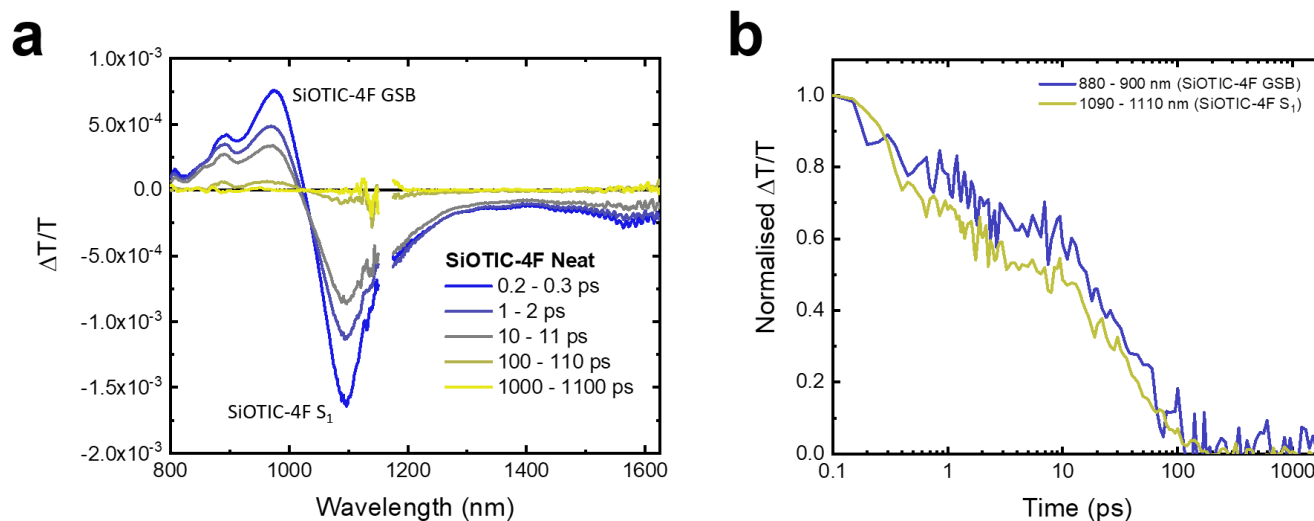 a
1.0x10⁻³
5.0x10⁻⁴
0.0
-5.0x10⁻⁴
-1.0x10⁻³
-1.5x10⁻³
-2.0x10⁻³
ΔT/T
SiOTIC-4F GSB
SiOTIC-4F Neat
0.2 - 0.3 ps
1 - 2 ps
10 - 11 ps
100 - 110 ps
1000 - 1100 ps
SiOTIC-4F S₁
800 1000 1200 1400 1600
Wavelength (nm)
b
880 - 900 nm (SiOTIC-4F GSB)
1090 - 1110 nm (SiOTIC-4F S₁)
1.0
0.8
0.6
0.4
0.2
0.0
Normalised ΔT/T
0.1 1 10 100 1000
Time (ps)